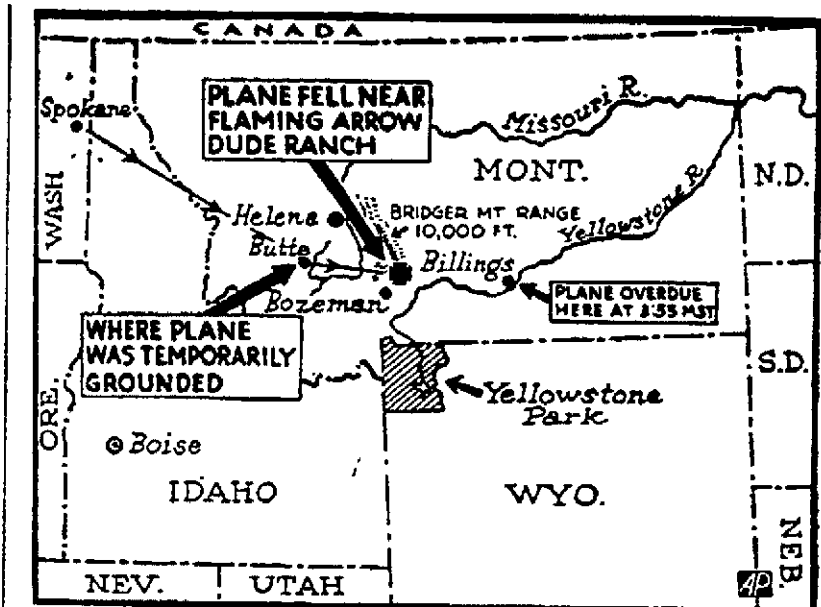 CANADA
Spokane
PLANE FELL NEAR
FLAMING ARROW
DUDE RANCH
Missouri R.
MONT.
N.D.
WASH
Helena
BRIDGER MT RANGE
10,000 FT.
Yellowstone R.
Butte
Billings
Bozeman
PLANE OVERDUE
HERE AT 3:55 MST
WHERE PLANE
WAS TEMPORARILY
GROUNDED
S.D.
ORE.
Yellowstone
Park
Boise
IDAHO
WYO.
NEB.
NEV.
UTAH
AP